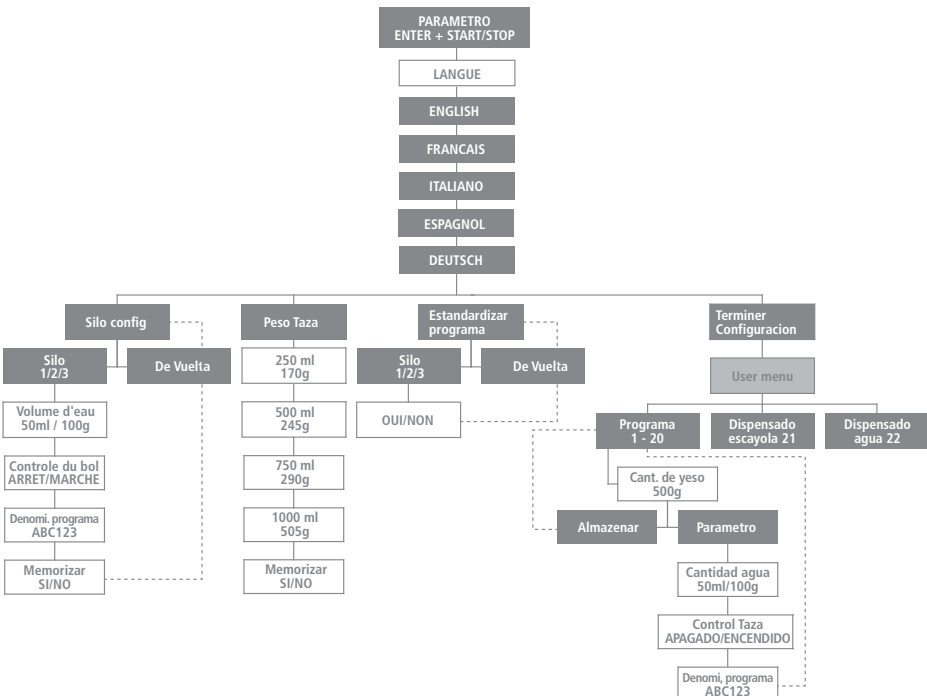 PARAMETRO
ENTER + START/STOP
LANGUE
ENGLISH
FRANCAIS
ITALIANO
ESPAGNOL
DEUTSCH
Silo config
Peso Taza
Estandardizar
programa
Terminer
Configuracion
Silo
1/2/3
De Vuelta
250 ml
170g
Silo
1/2/3
De Vuelta
User menu
Volume d'eau
50ml / 100g
500 ml
245g
OUI/NON
Programa
1 - 20
Dispensado
escayola 21
Dispensado
agua 22
Controle du bol
ARRET/MARCHE
750 ml
290g
Cant. de yeso
500g
Denomi. programa
ABC123
1000 ml
505g
Almazenar
Parametro
Memorizar
SI/NO
Memorizar
SI/NO
Cantidad agua
50ml/100g
Control Taza
APAGADO/ENCENDIDO
Denomi, programa
ABC123